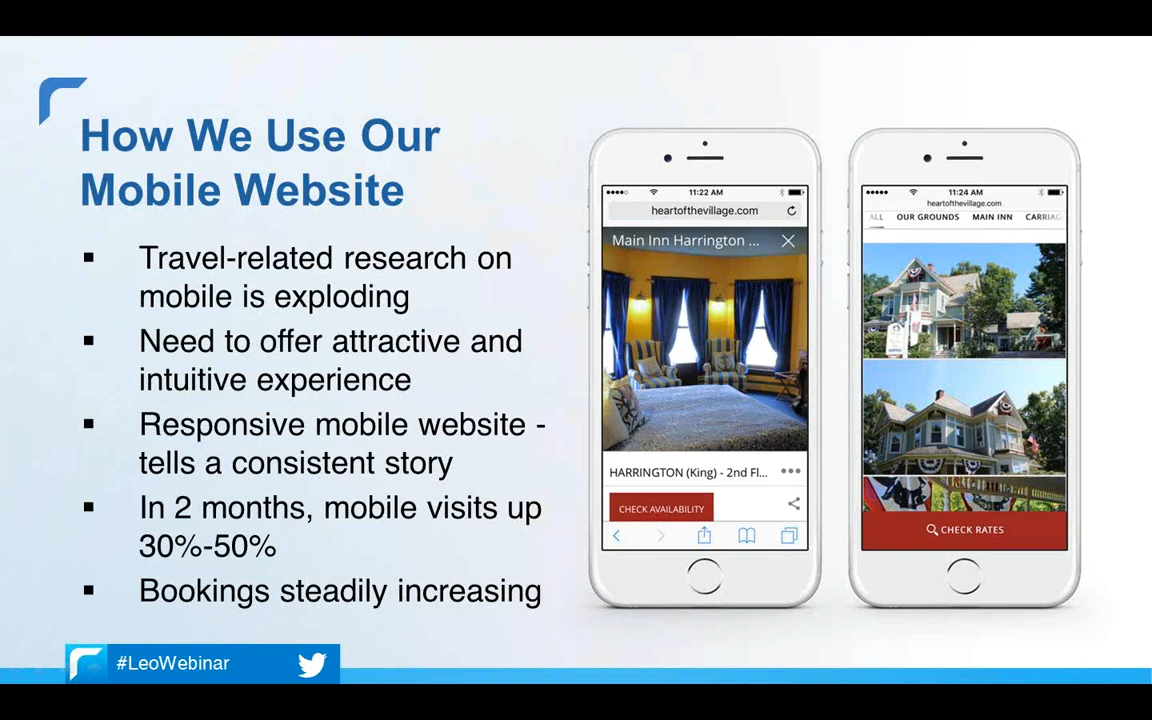 How We Use Our
Mobile Website
▪ Travel-related research on
mobile is exploding
▪ Need to offer attractive and
intuitive experience
▪ Responsive mobile website -
tells a consistent story
▪ In 2 months, mobile visits up
30%-50%
▪ Bookings steadily increasing
11:22 AM
heartofthevillage.com
Main Inn Harrington ...
HARRINGTON (King) - 2nd Fl...
CHECK AVAILABILITY
11:24 AM
heartofthevillage.com
ALL OUR GROUNDS MAIN INN CARRIAG
CHECK RATES
#LeoWebinar